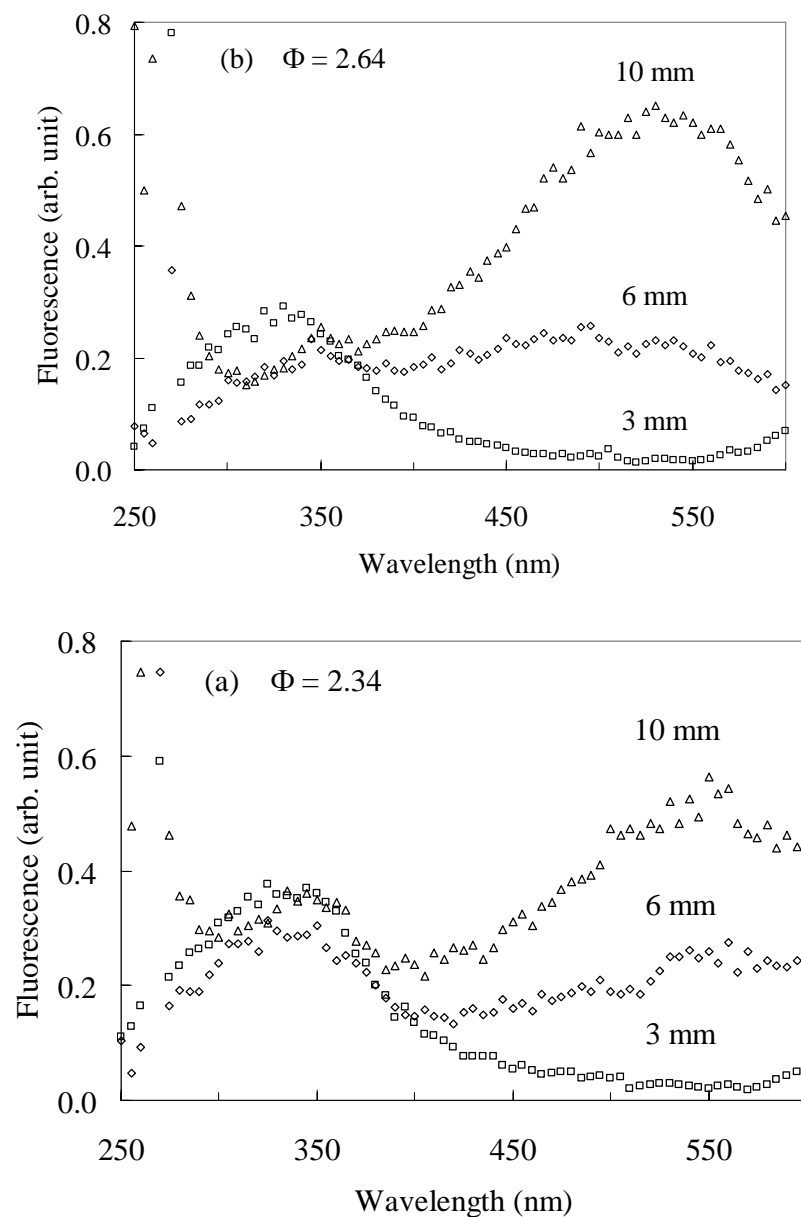 0.8
(b) Φ = 2.64
10 mm
0.6
Fluorescence (arb. unit)
0.4
6 mm
0.2
3 mm
0.0
250 350 450 550
Wavelength (nm)
0.8
(a) Φ = 2.34
10 mm
0.6
Fluorescence (arb. unit)
0.4
6 mm
0.2
3 mm
0.0
250 350 450 550
Wavelength (nm)